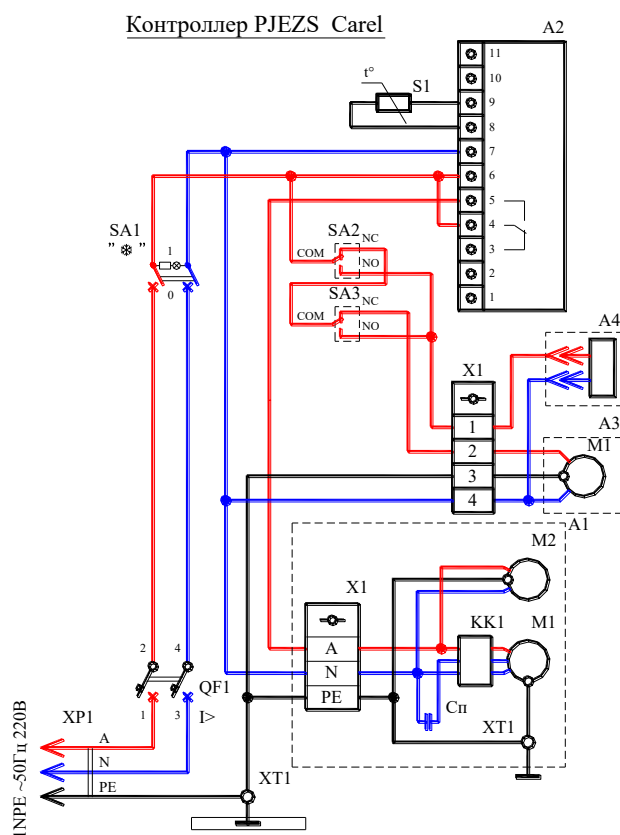 Контроллер PJEZS Carel
A2
11
10
t°
S1
9
8
7
6
5
SA1
" ❄ "
1
0
SA2
NC
COM
NO
4
3
SA3
NC
COM
NO
2
1
A4
X1
1
A3
2
M1
3
4
A1
M2
X1
KK1
M1
A
N
PE
Cп
XT1
2
4
QF1
1
3
I>
XP1
A
N
PE
XT1
1NPE ~50Гц 220В